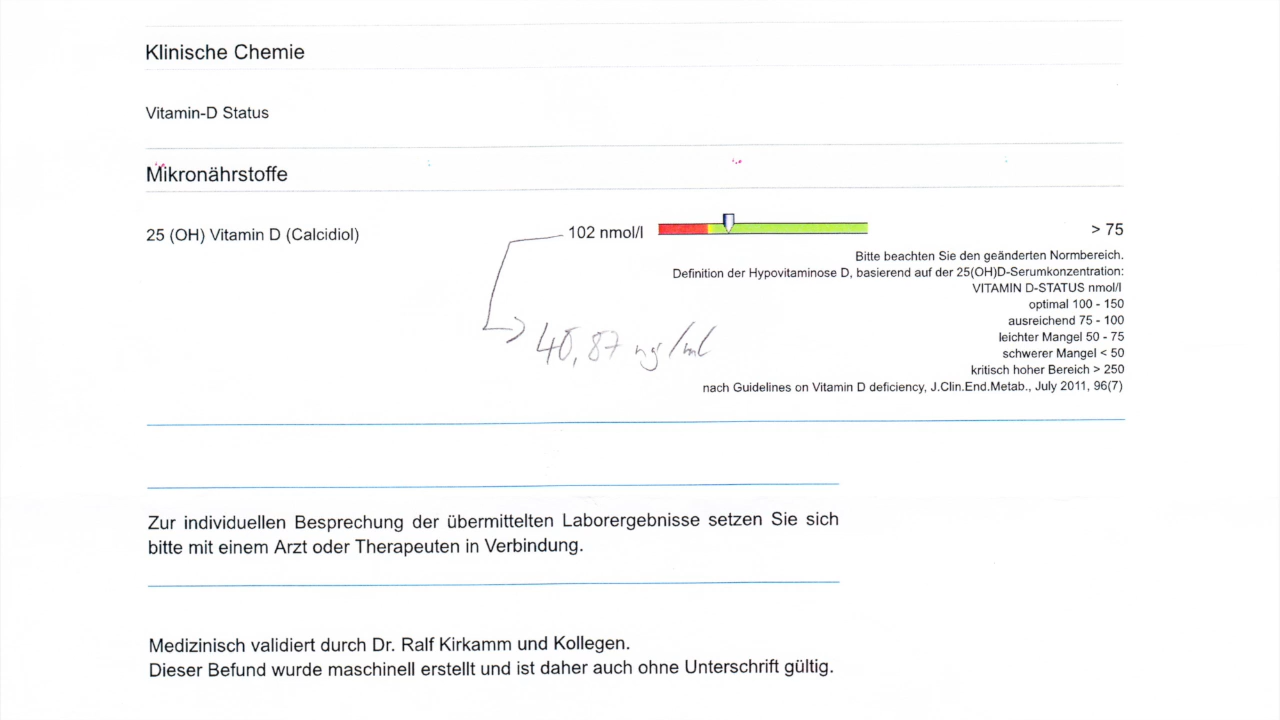 Klinische Chemie
Vitamin-D Status
Mikronährstoffe
25 (OH) Vitamin D (Calcidiol) 102 nmol/l > 75
Bitte beachten Sie den geänderten Normbereich.
Definition der Hypovitaminose D, basierend auf der 25(OH)D-Serumkonzentration:
VITAMIN D-STATUS nmol/l
optimal 100 - 150
ausreichend 75 - 100
leichter Mangel 50 - 75
schwerer Mangel < 50
kritisch hoher Bereich > 250
nach Guidelines on Vitamin D deficiency, J.Clin.End.Metab., July 2011, 96(7)
40,87 ng/ml
Zur individuellen Besprechung der übermittelten Laborergebnisse setzen Sie sich
bitte mit einem Arzt oder Therapeuten in Verbindung.
Medizinisch validiert durch Dr. Ralf Kirkamm und Kollegen.
Dieser Befund wurde maschinell erstellt und ist daher auch ohne Unterschrift gültig.